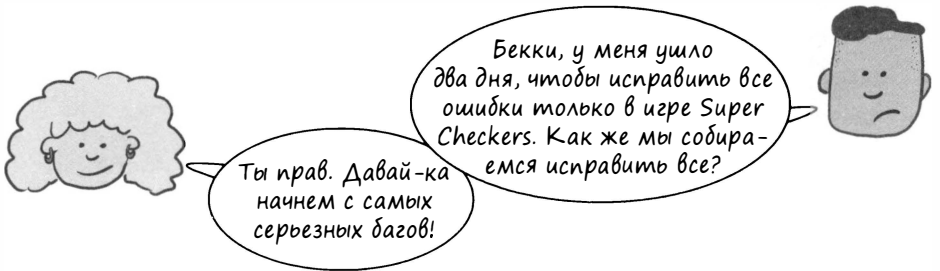 Бекки, у меня ушло
два дня, чтобы исправить все
ошибки только в игре Super
Checkers. Как же мы собира-
емся исправить все?
Ты прав. Давай-ка
начнем с самых
серьезных багов!